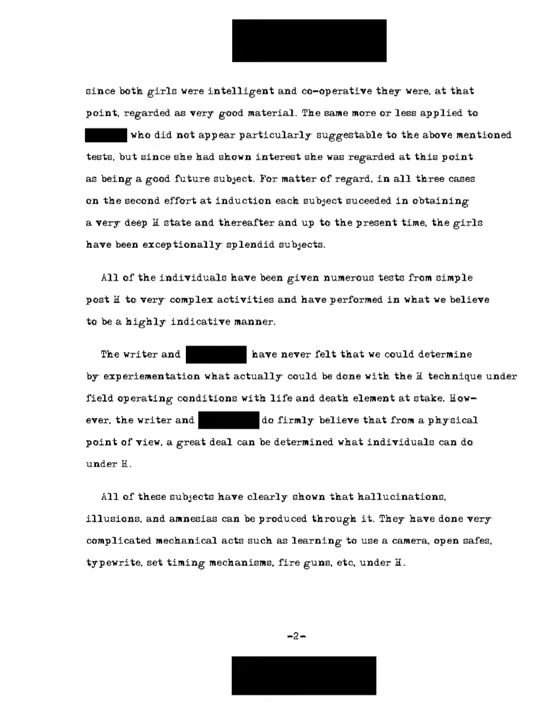 since both girls were intelligent and co-operative they were, at that
point, regarded as very good material. The same more or less applied to
who did not appear particularly suggestable to the above mentioned
tests, but since she had shown interest she was regarded at this point
as being a good future subject. For matter of regard, in all three cases
on the second effort at induction each subject suceeded in obtaining
a very deep H state and thereafter and up to the present time, the girls
have been exceptionally splendid subjects.
All of the individuals have been given numerous tests from simple
post H to very complex activities and have performed in what we believe
to be a highly indicative manner.
The writer and have never felt that we could determine
by experiementation what actually could be done with the H technique under
field operating conditions with life and death element at stake. How-
ever, the writer and do firmly believe that from a physical
point of view, a great deal can be determined what individuals can do
under H.
All of these subjects have clearly shown that hallucinations,
illusions, and amnesias can be produced through it. They have done very
complicated mechanical acts such as learning to use a camera, open safes,
typewrite, set timing mechanisms, fire guns, etc, under H.
-2-